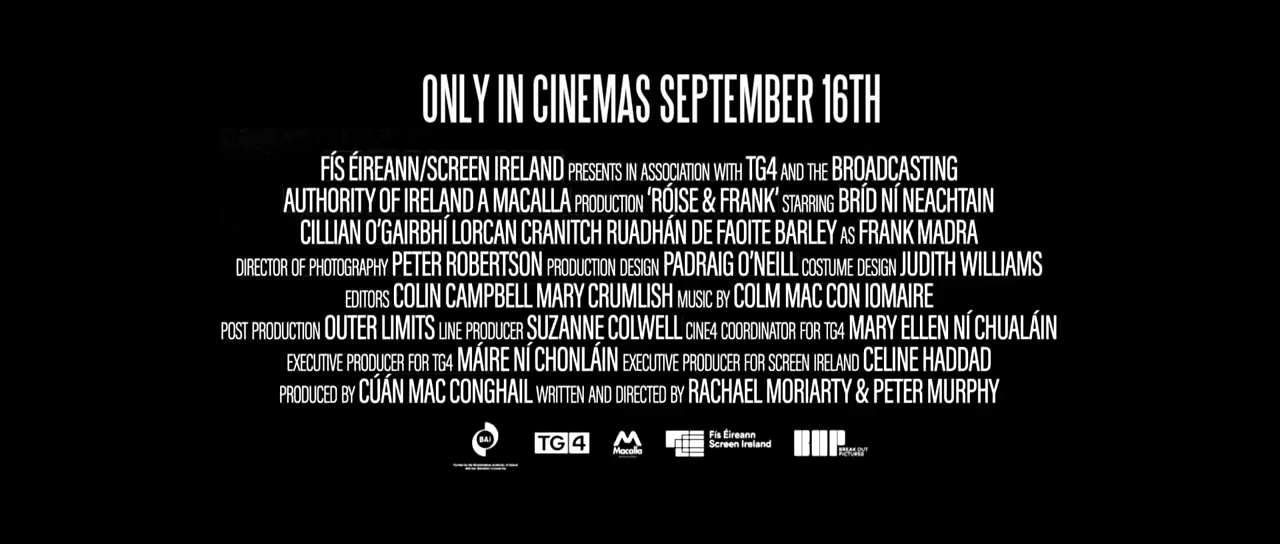 ONLY IN CINEMAS SEPTEMBER 16TH
FÍS ÉIREANN/SCREEN IRELAND PRESENTS IN ASSOCIATION WITH TG4 AND THE BROADCASTING
AUTHORITY OF IRELAND A MACALLA PRODUCTION ‘RÓISE & FRANK’ STARRING BRÍD NÍ NEACHTAIN
CILLIAN O’GAIRBHÍ LORCAN CRANITCH RUADHÁN DE FAOITE BARLEY AS FRANK MADRA
DIRECTOR OF PHOTOGRAPHY PETER ROBERTSON PRODUCTION DESIGN PADRAIG O’NEILL COSTUME DESIGN JUDITH WILLIAMS
EDITORS COLIN CAMPBELL MARY CRUMLISH MUSIC BY COLM MAC CON IOMAIRE
POST PRODUCTION OUTER LIMITS LINE PRODUCER SUZANNE COLWELL CINE4 COORDINATOR FOR TG4 MARY ELLEN NÍ CHUALÁIN
EXECUTIVE PRODUCER FOR TG4 MÁIRE NÍ CHONLÁIN EXECUTIVE PRODUCER FOR SCREEN IRELAND CELINE HADDAD
PRODUCED BY CÚÁN MAC CONGHAIL WRITTEN AND DIRECTED BY RACHAEL MORIARTY & PETER MURPHY
BAI
TG4
Macalla
Fís Éireann
Screen Ireland
BOP
BREAK OUT
PICTURES